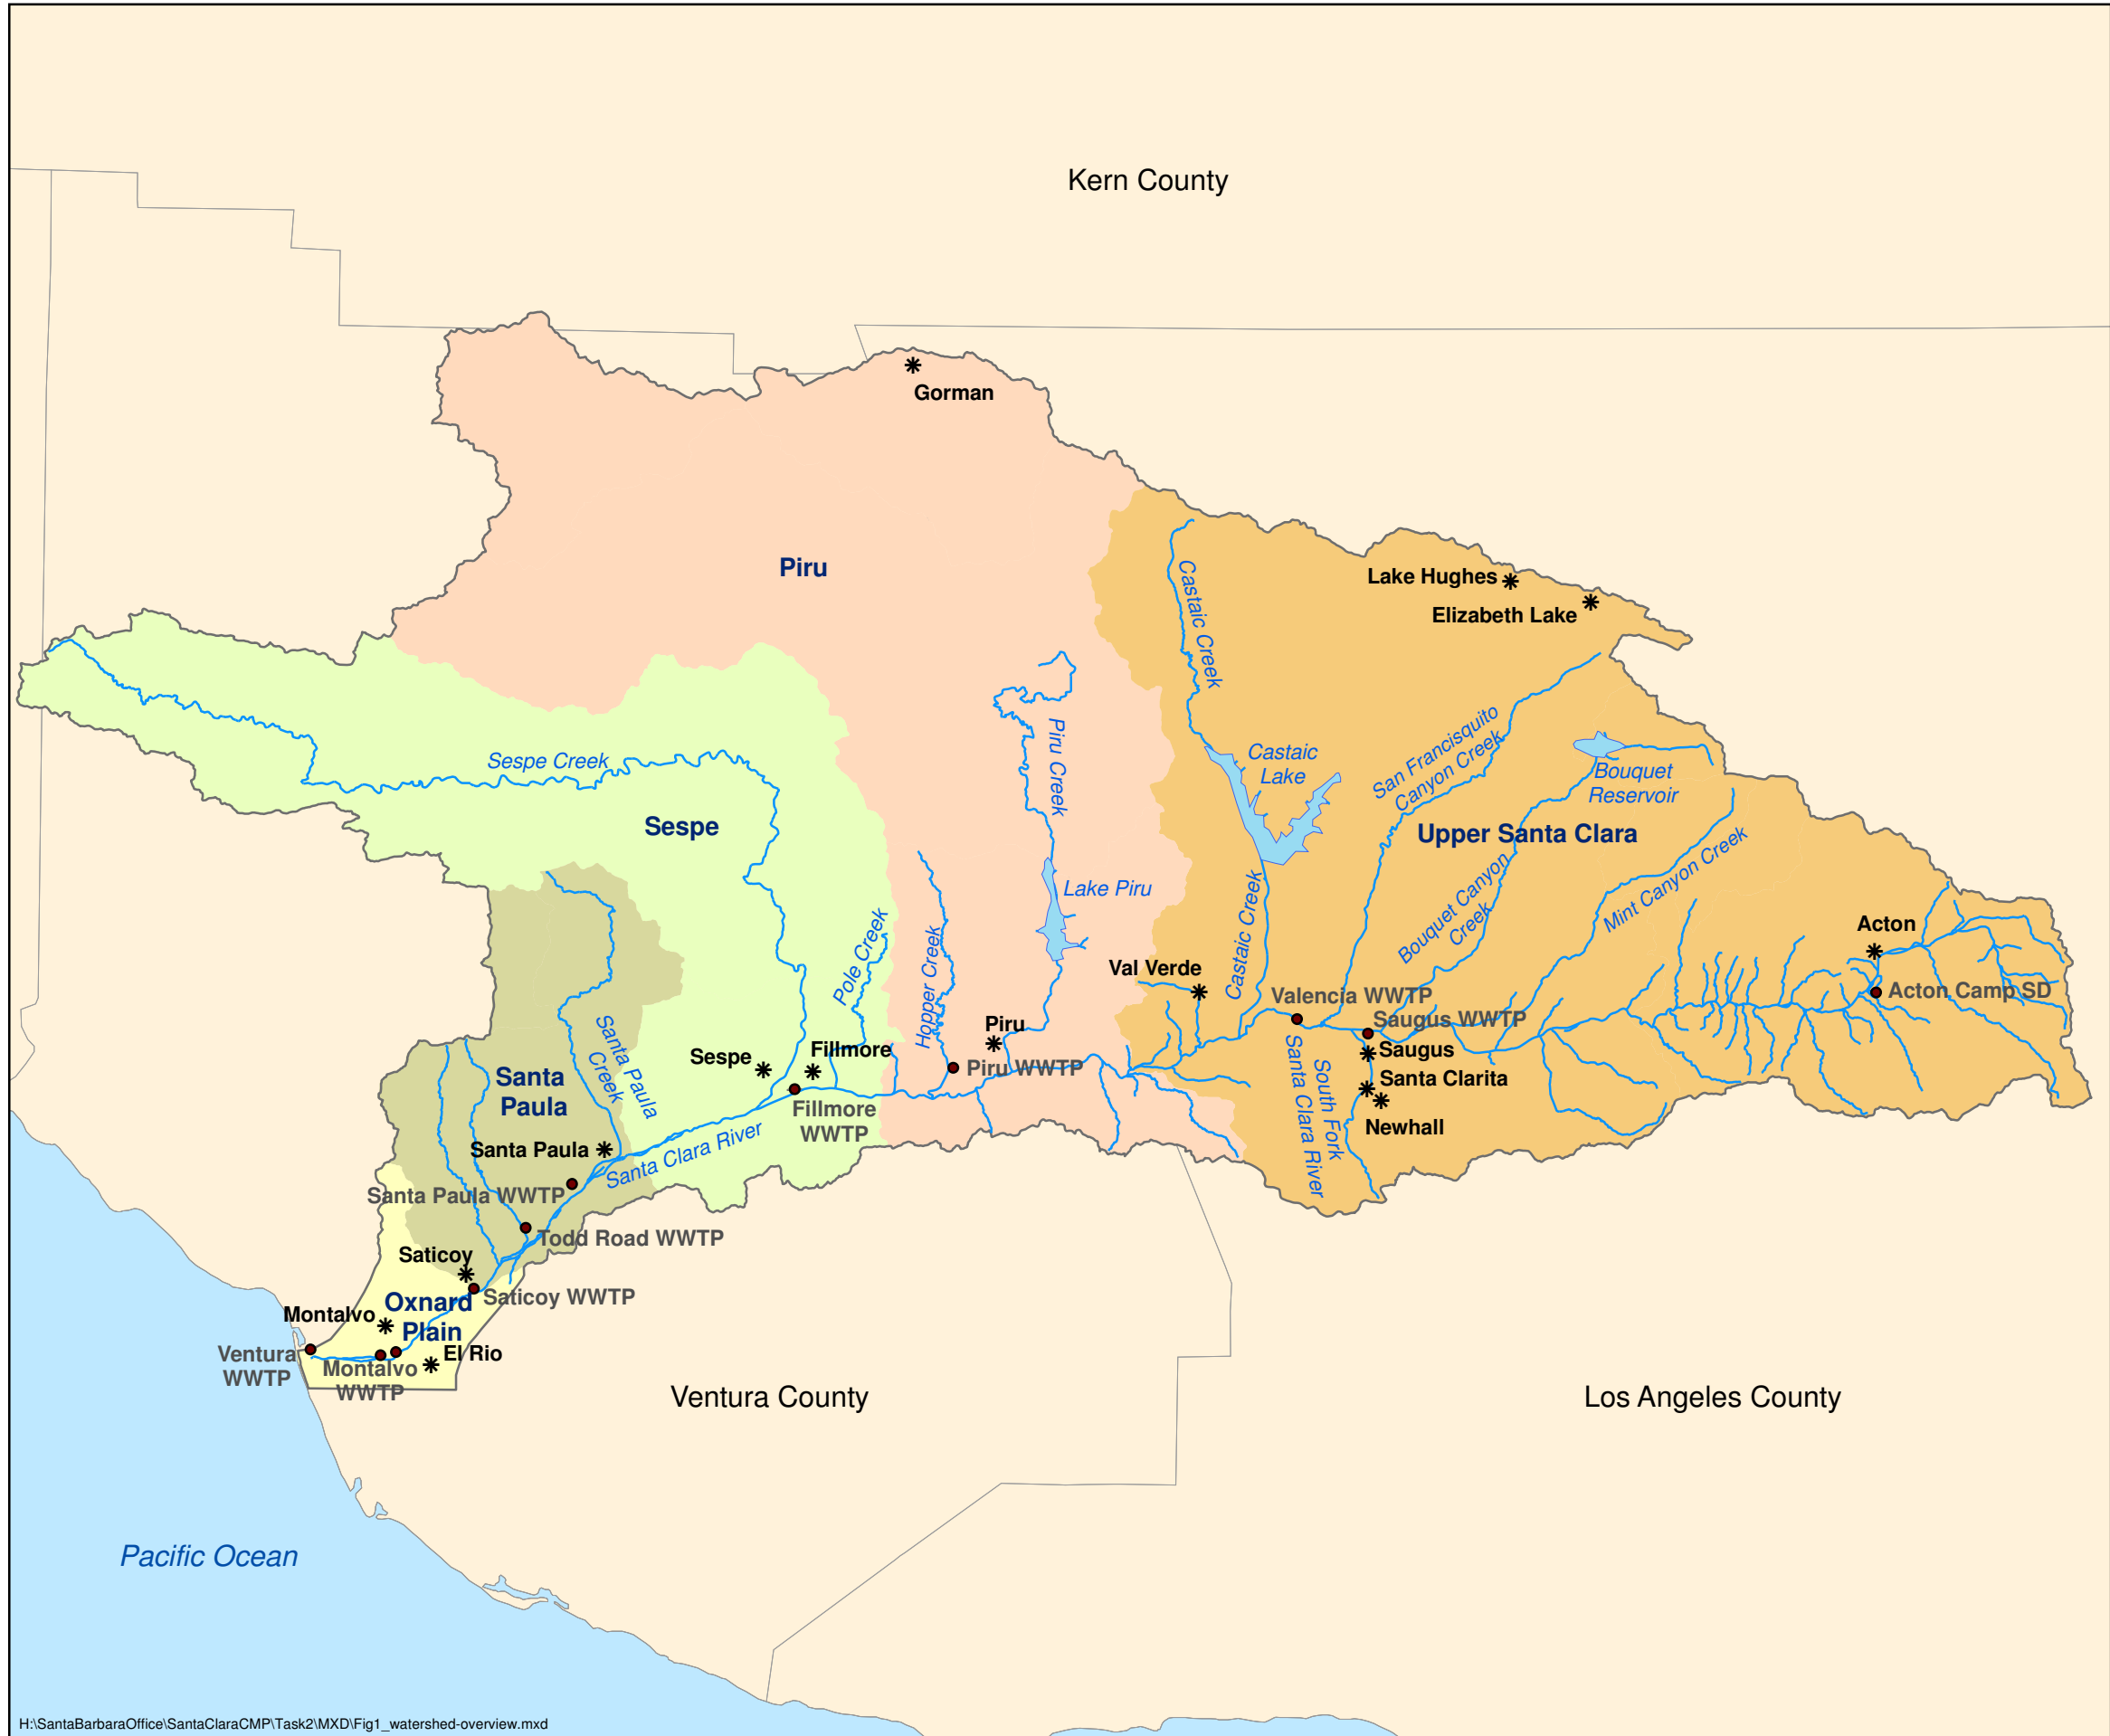 Kern County
Gorman
Piru
Lake Hughes
Elizabeth Lake
Castaic Creek
Sespe Creek
Piru Creek
Castaic
Lake
San Francisquito
Canyon Creek
Bouquet
Reservoir
Sespe
Upper Santa Clara
Lake Piru
Mint Canyon Creek
Bouquet Canyon
Creek
Castaic Creek
Pole Creek
Hopper Creek
Acton
Val Verde
Valencia WWTP
Acton Camp SD
Saugus WWTP
Piru
Sespe
Fillmore
Saugus
Piru WWTP
Santa Paula
Creek
Santa
Paula
Santa Clarita
South Fork
Santa Clara River
Fillmore
WWTP
Newhall
Santa Paula
Santa Clara River
Santa Paula WWTP
Todd Road WWTP
Saticoy
Saticoy WWTP
Oxnard
Plain
Montalvo
El Rio
Ventura
WWTP
Montalvo
WWTP
Ventura County
Los Angeles County
Pacific Ocean
H:\SantaBarbaraOffice\SantaClaraCMP\Task2\MXD\Fig1_watershed-overview.mxd